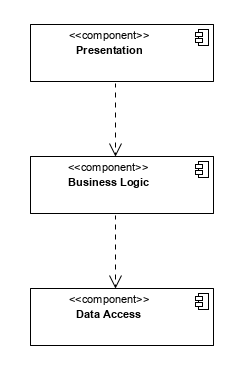 <<component>>
Presentation
<<component>>
Business Logic
<<component>>
Data Access